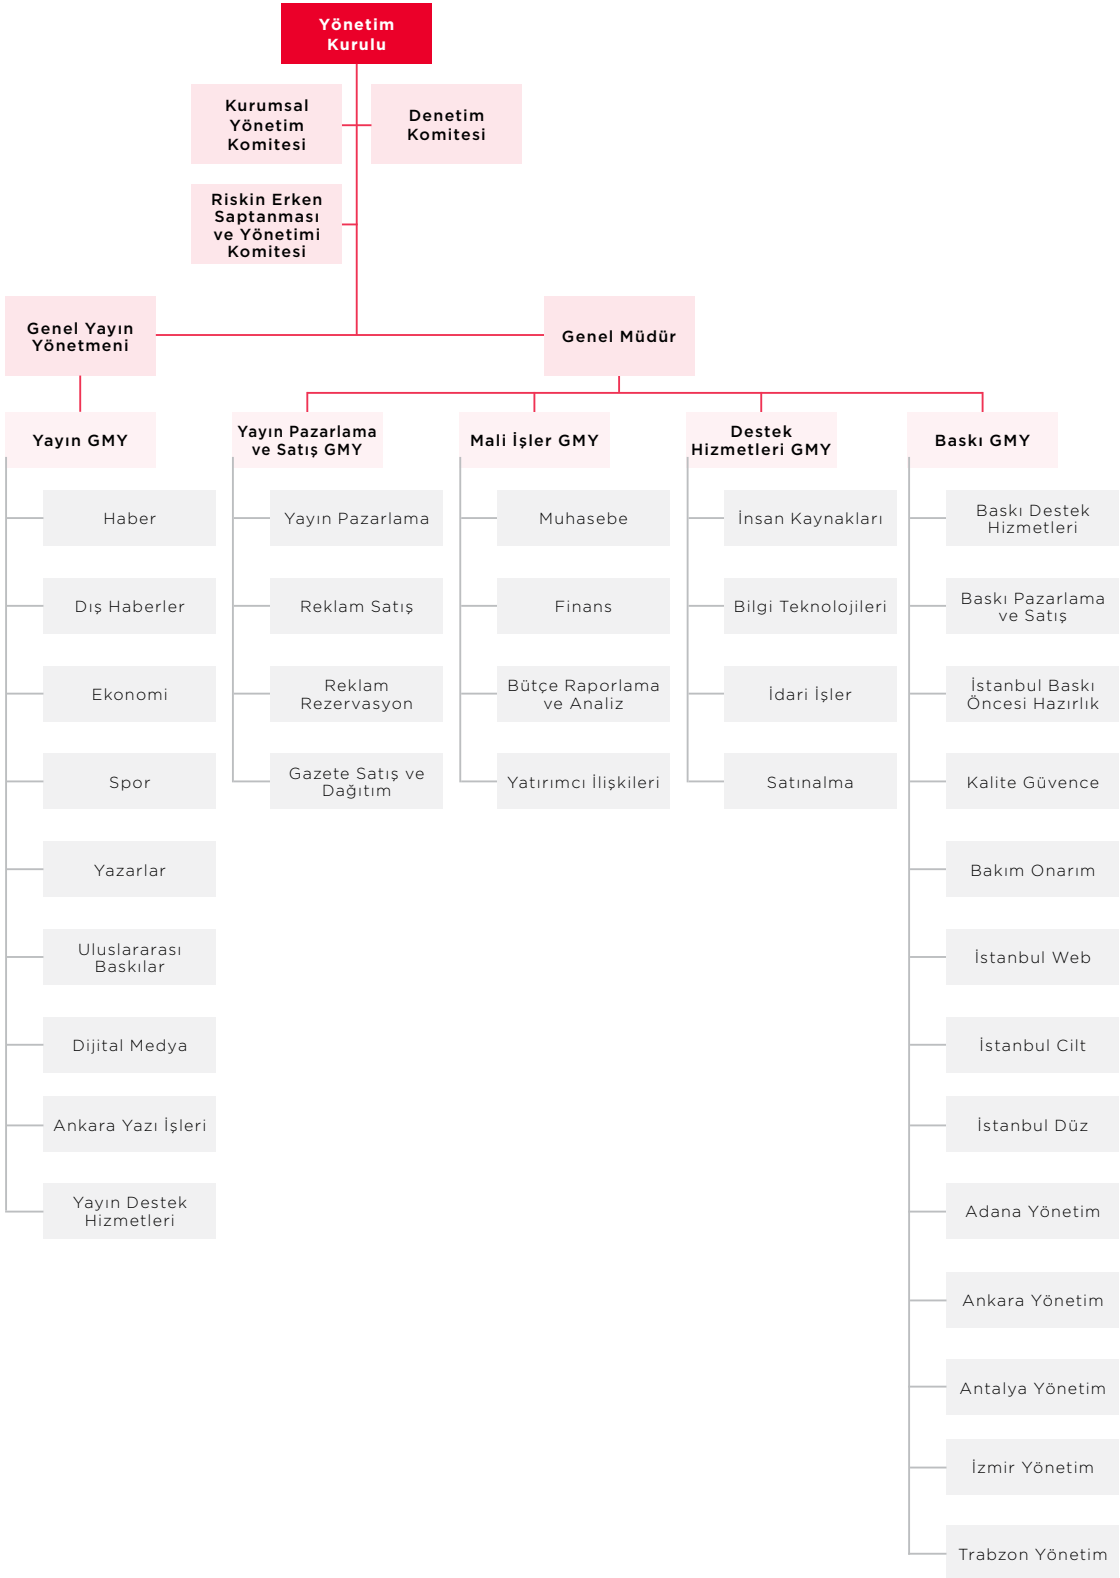 Yönetim
Kurulu
Kurumsal
Yönetim
Komitesi
Denetim
Komitesi
Riskin Erken
Saptanması
ve Yönetimi
Komitesi
Genel Yayın
Yönetmeni
Genel Müdür
Yayın GMY
Yayın Pazarlama
ve Satış GMY
Mali İşler GMY
Destek
Hizmetleri GMY
Baskı GMY
Haber
Dış Haberler
Ekonomi
Spor
Yazarlar
Uluslararası
Baskılar
Dijital Medya
Ankara Yazı İşleri
Yayın Destek
Hizmetleri
Yayın Pazarlama
Reklam Satış
Reklam
Rezervasyon
Gazete Satış ve
Dağıtım
Muhasebe
Finans
Bütçe Raporlama
ve Analiz
Yatırımcı İlişkileri
İnsan Kaynakları
Bilgi Teknolojileri
İdari İşler
Satınalma
Baskı Destek
Hizmetleri
Baskı Pazarlama
ve Satış
İstanbul Baskı
Öncesi Hazırlık
Kalite Güvence
Bakım Onarım
İstanbul Web
İstanbul Cilt
İstanbul Düz
Adana Yönetim
Ankara Yönetim
Antalya Yönetim
İzmir Yönetim
Trabzon Yönetim